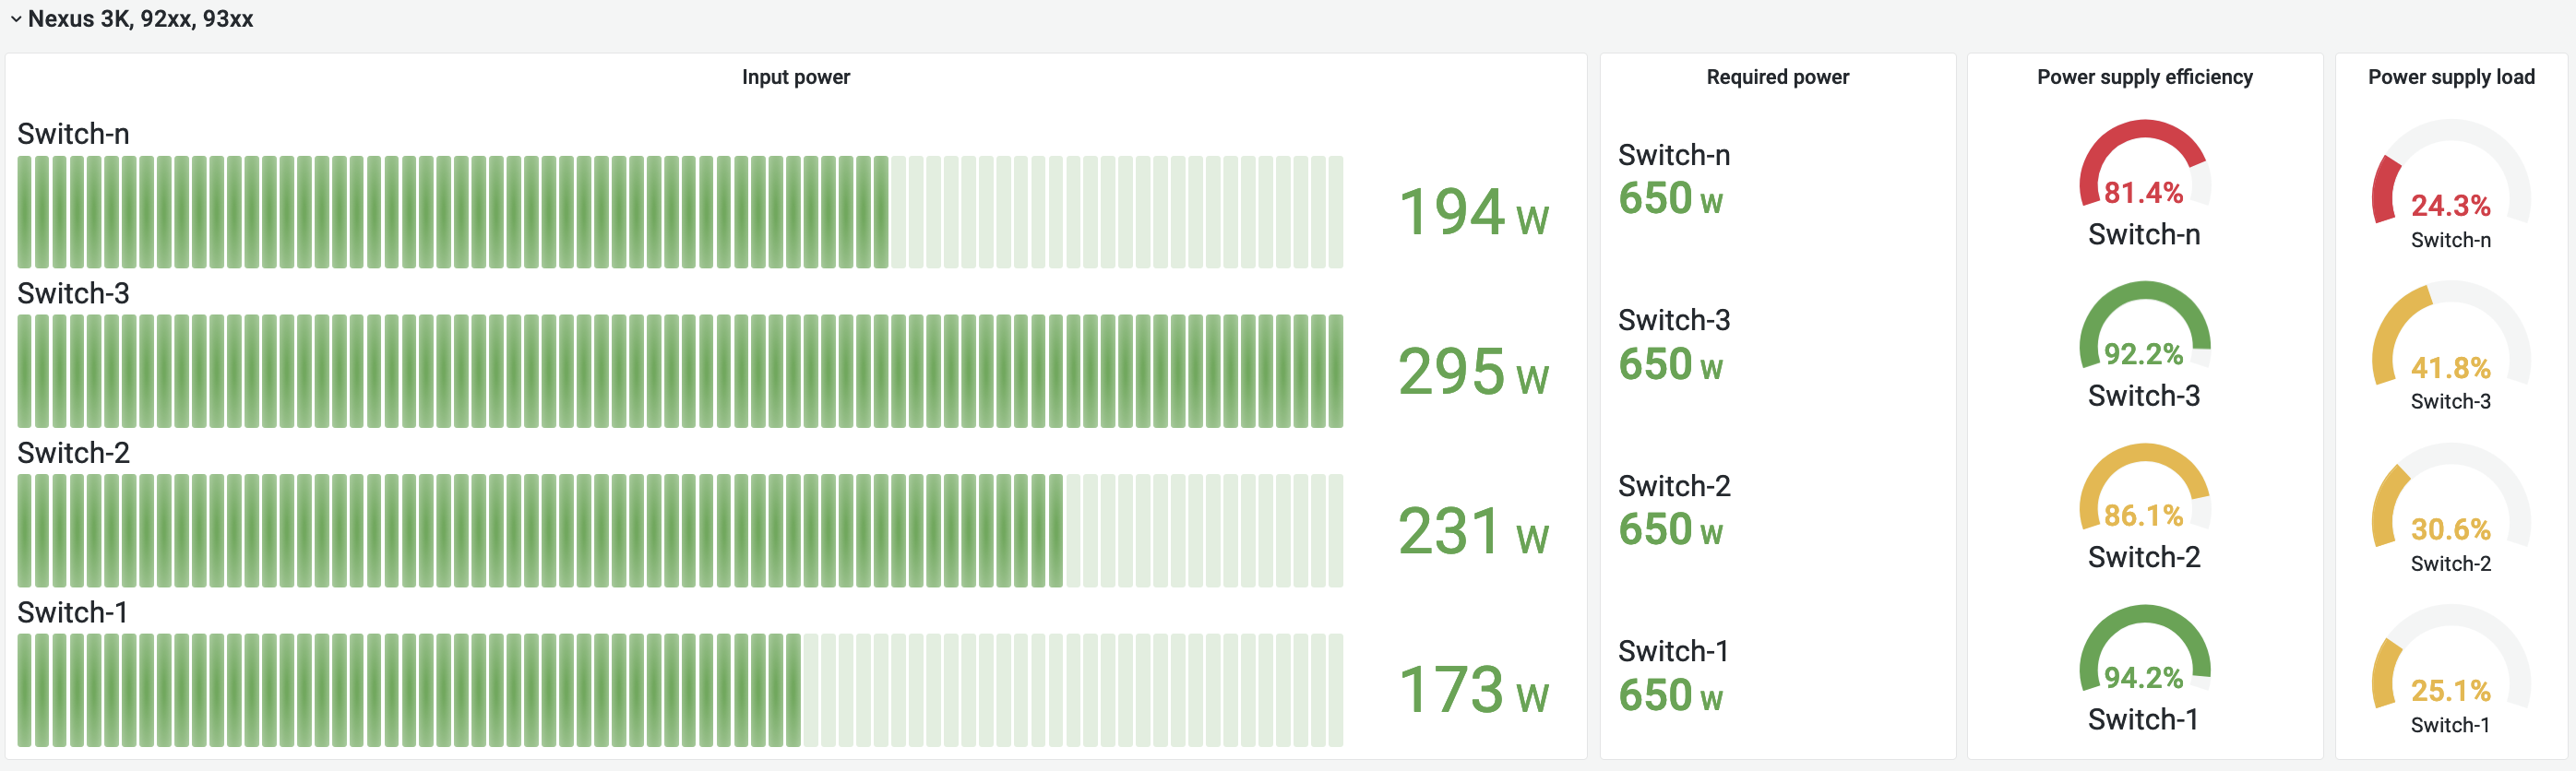 Nexus 3K, 92xx, 93xx
Input power
Switch-n
194 W
Switch-3
295 W
Switch-2
231 W
Switch-1
173 W
Required power
Switch-n
650 W
Switch-3
650 W
Switch-2
650 W
Switch-1
650 W
Power supply efficiency
81.4%
Switch-n
92.2%
Switch-3
86.1%
Switch-2
94.2%
Switch-1
Power supply load
24.3%
Switch-n
41.8%
Switch-3
30.6%
Switch-2
25.1%
Switch-1